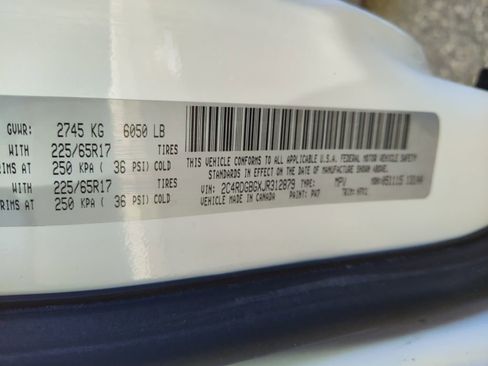 GVWR: 2745 KG 6050 LB
WITH 225/65R17 TIRES
RIMS AT 250 KPA ( 36 PSI) COLD
WITH 225/65R17 TIRES
RIMS AT 250 KPA ( 36 PSI) COLD
THIS VEHICLE CONFORMS TO ALL APPLICABLE U.S.A. FEDERAL MOTOR VEHICLE SAFETY
STANDARDS IN EFFECT ON THE DATE OF MANUFACTURE SHOWN ABOVE.
VIN: 2C4RDGBGXJR312879 TYPE: MPV
VEHICLE MADE IN CANADA PAINT: PW7